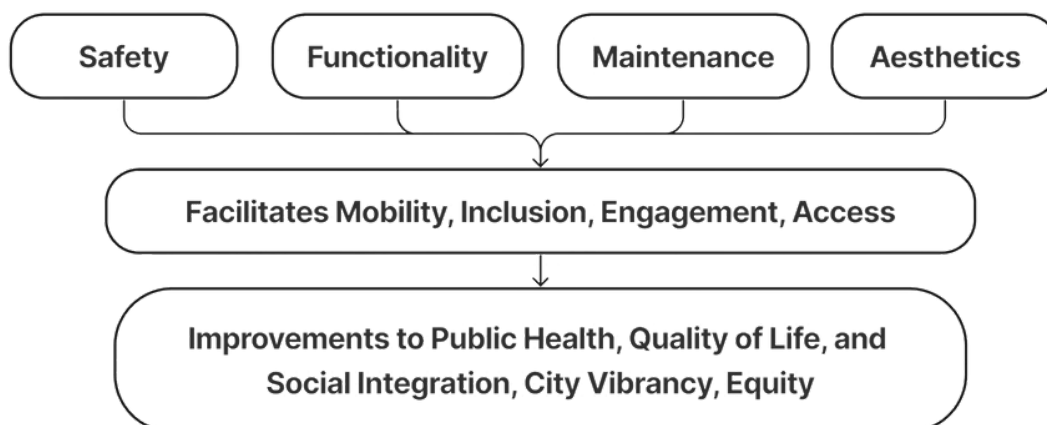 Safety
Functionality
Maintenance
Aesthetics
Facilitates Mobility, Inclusion, Engagement, Access
Improvements to Public Health, Quality of Life, and
Social Integration, City Vibrancy, Equity